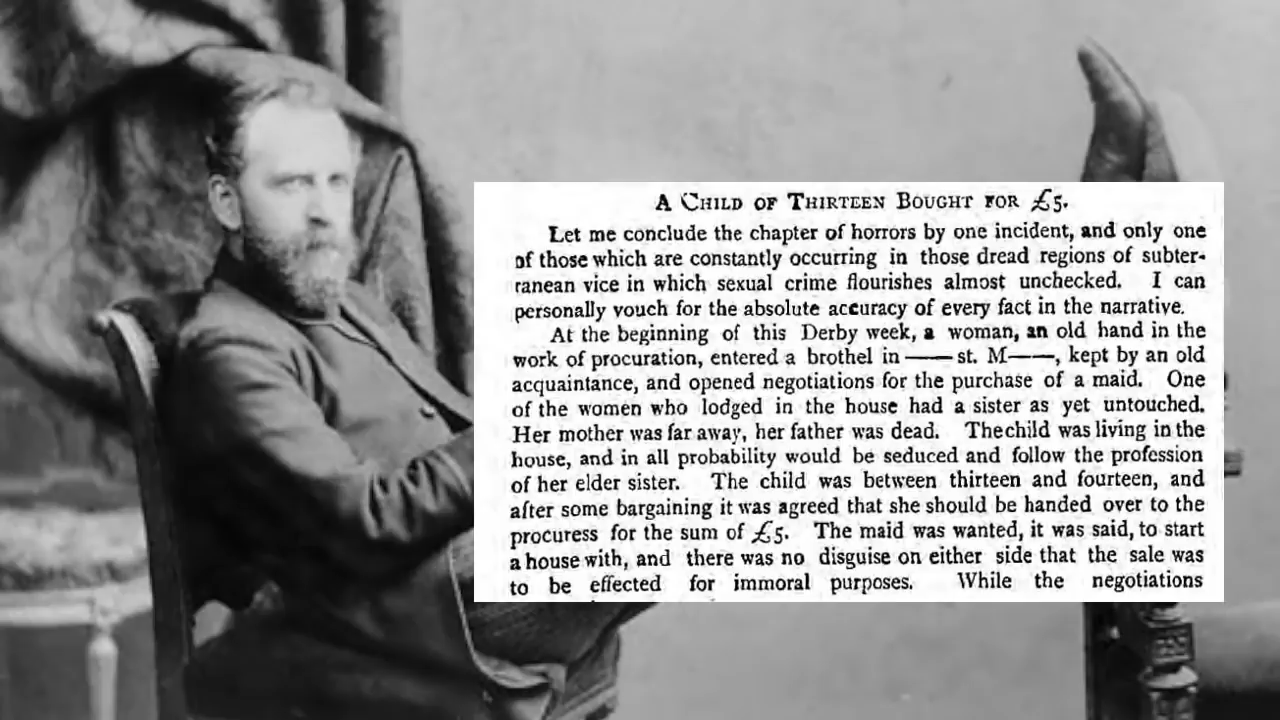 A CHILD OF THIRTEEN BOUGHT FOR £5.
Let me conclude the chapter of horrors by one incident, and only one
of those which are constantly occurring in those dread regions of subter-
ranean vice in which sexual crime flourishes almost unchecked. I can
personally vouch for the absolute accuracy of every fact in the narrative.
At the beginning of this Derby week, a woman, an old hand in the
work of procuration, entered a brothel in —— st. M——, kept by an old
acquaintance, and opened negotiations for the purchase of a maid. One
of the women who lodged in the house had a sister as yet untouched.
Her mother was far away, her father was dead. The child was living in the
house, and in all probability would be seduced and follow the profession
of her elder sister. The child was between thirteen and fourteen, and
after some bargaining it was agreed that she should be handed over to the
procuress for the sum of £5. The maid was wanted, it was said, to start
a house with, and there was no disguise on either side that the sale was
to be effected for immoral purposes. While the negotiations